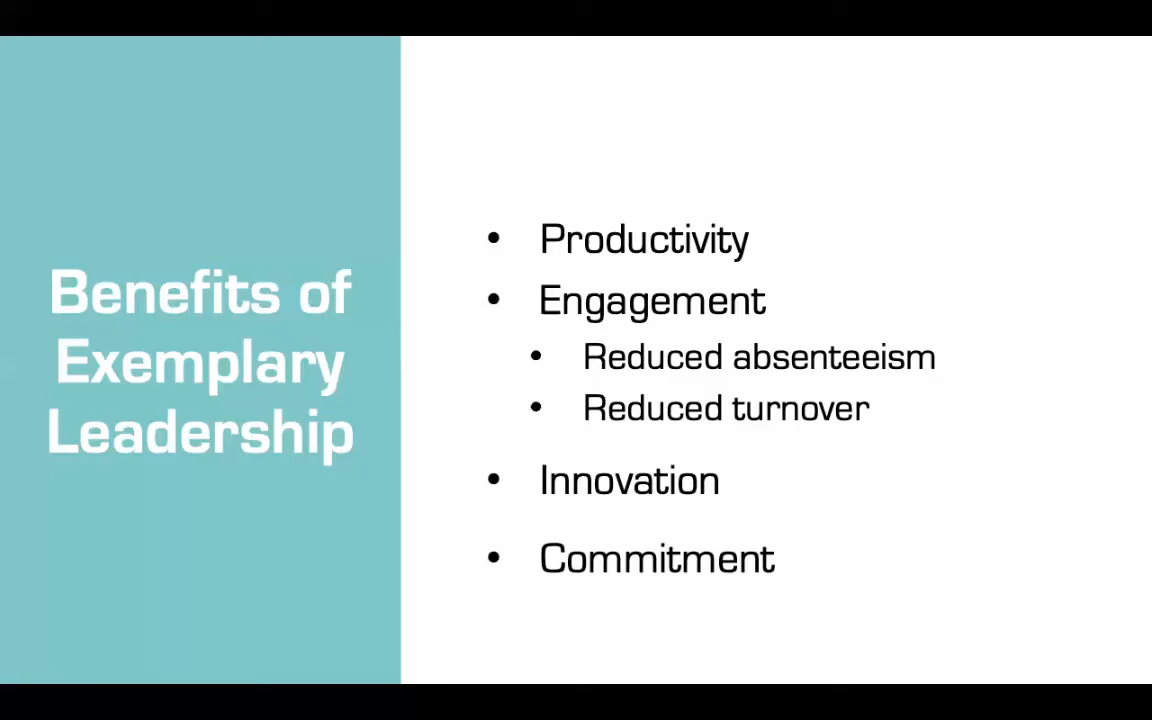 Benefits of
Exemplary
Leadership
• Productivity
• Engagement
• Reduced absenteeism
• Reduced turnover
• Innovation
• Commitment